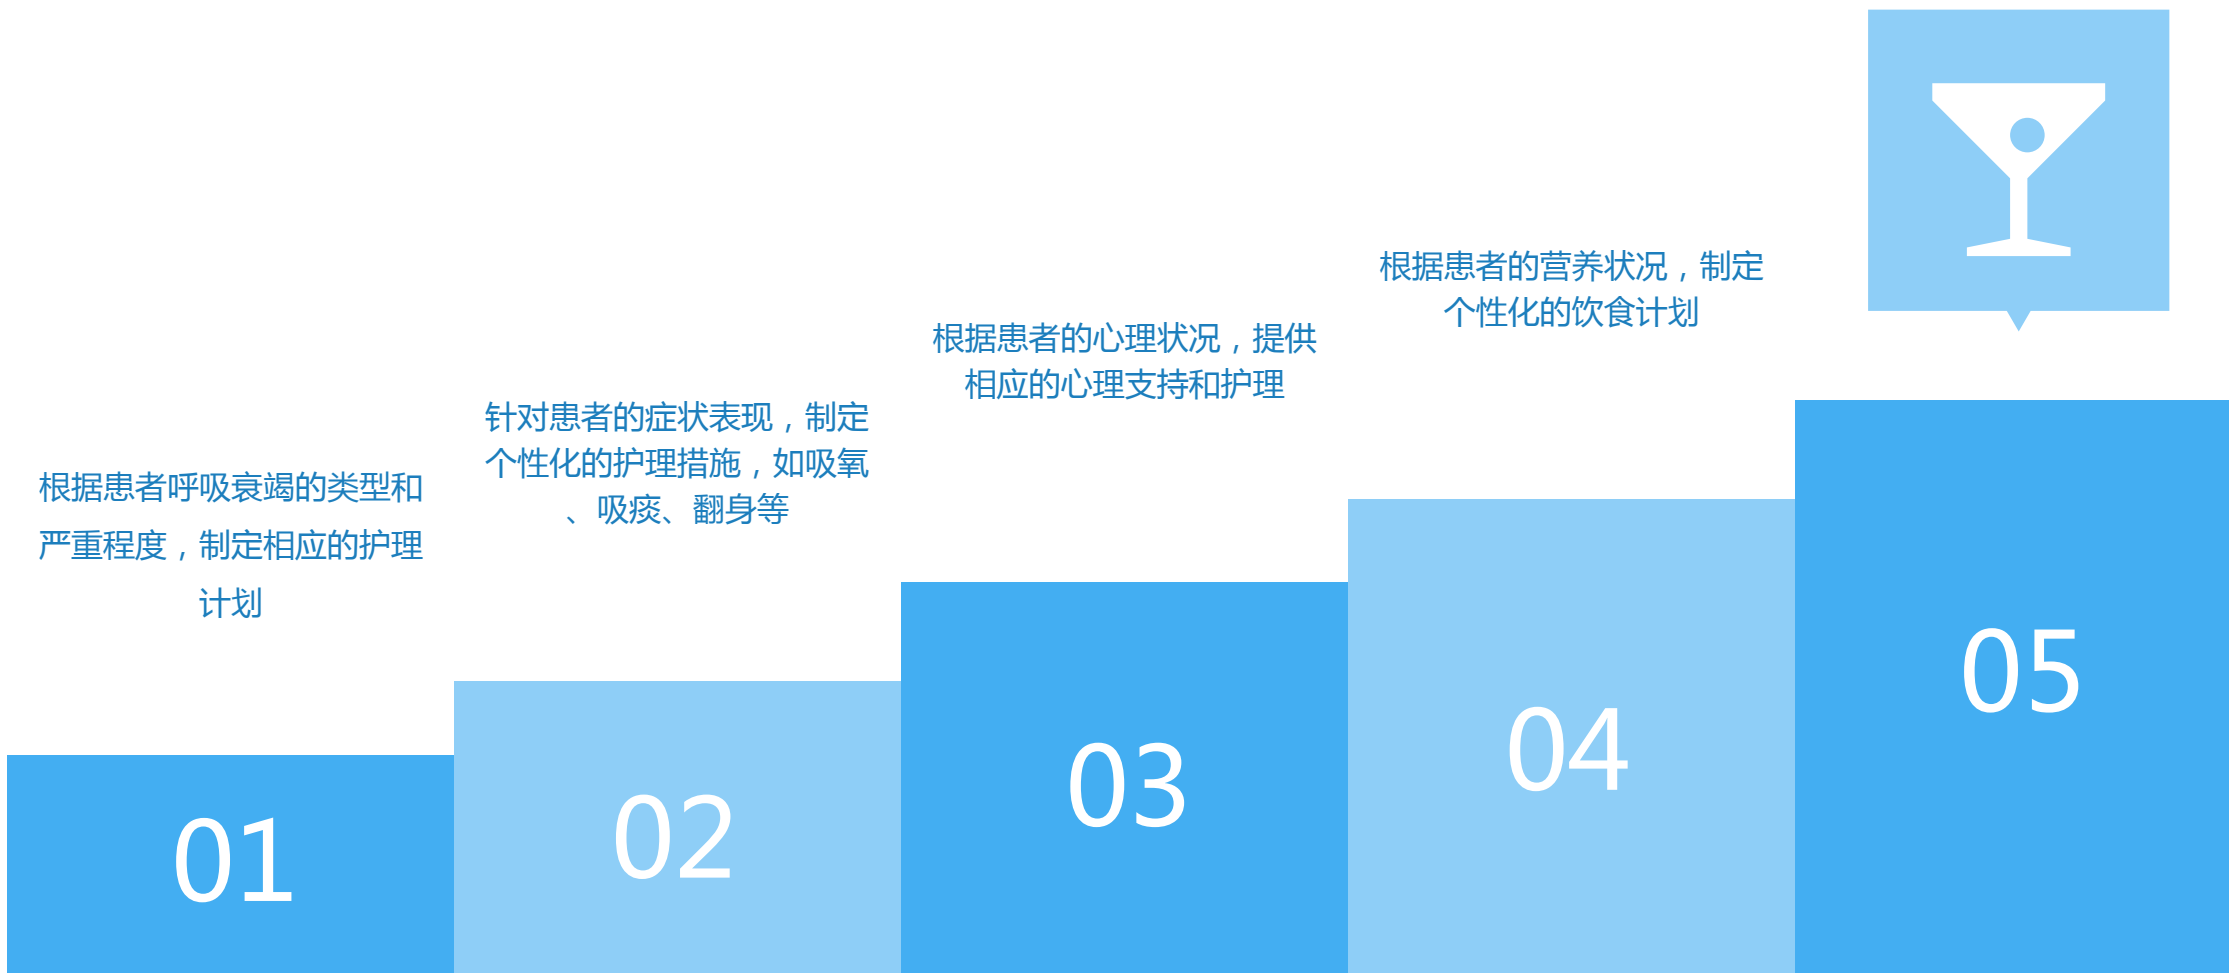 根据患者呼吸衰竭的类型和
严重程度，制定相应的护理
计划
01
针对患者的症状表现，制定
个性化的护理措施，如吸氧
、吸痰、翻身等
02
根据患者的心理状况，提供
相应的心理支持和护理
03
根据患者的营养状况，制定
个性化的饮食计划
04
05